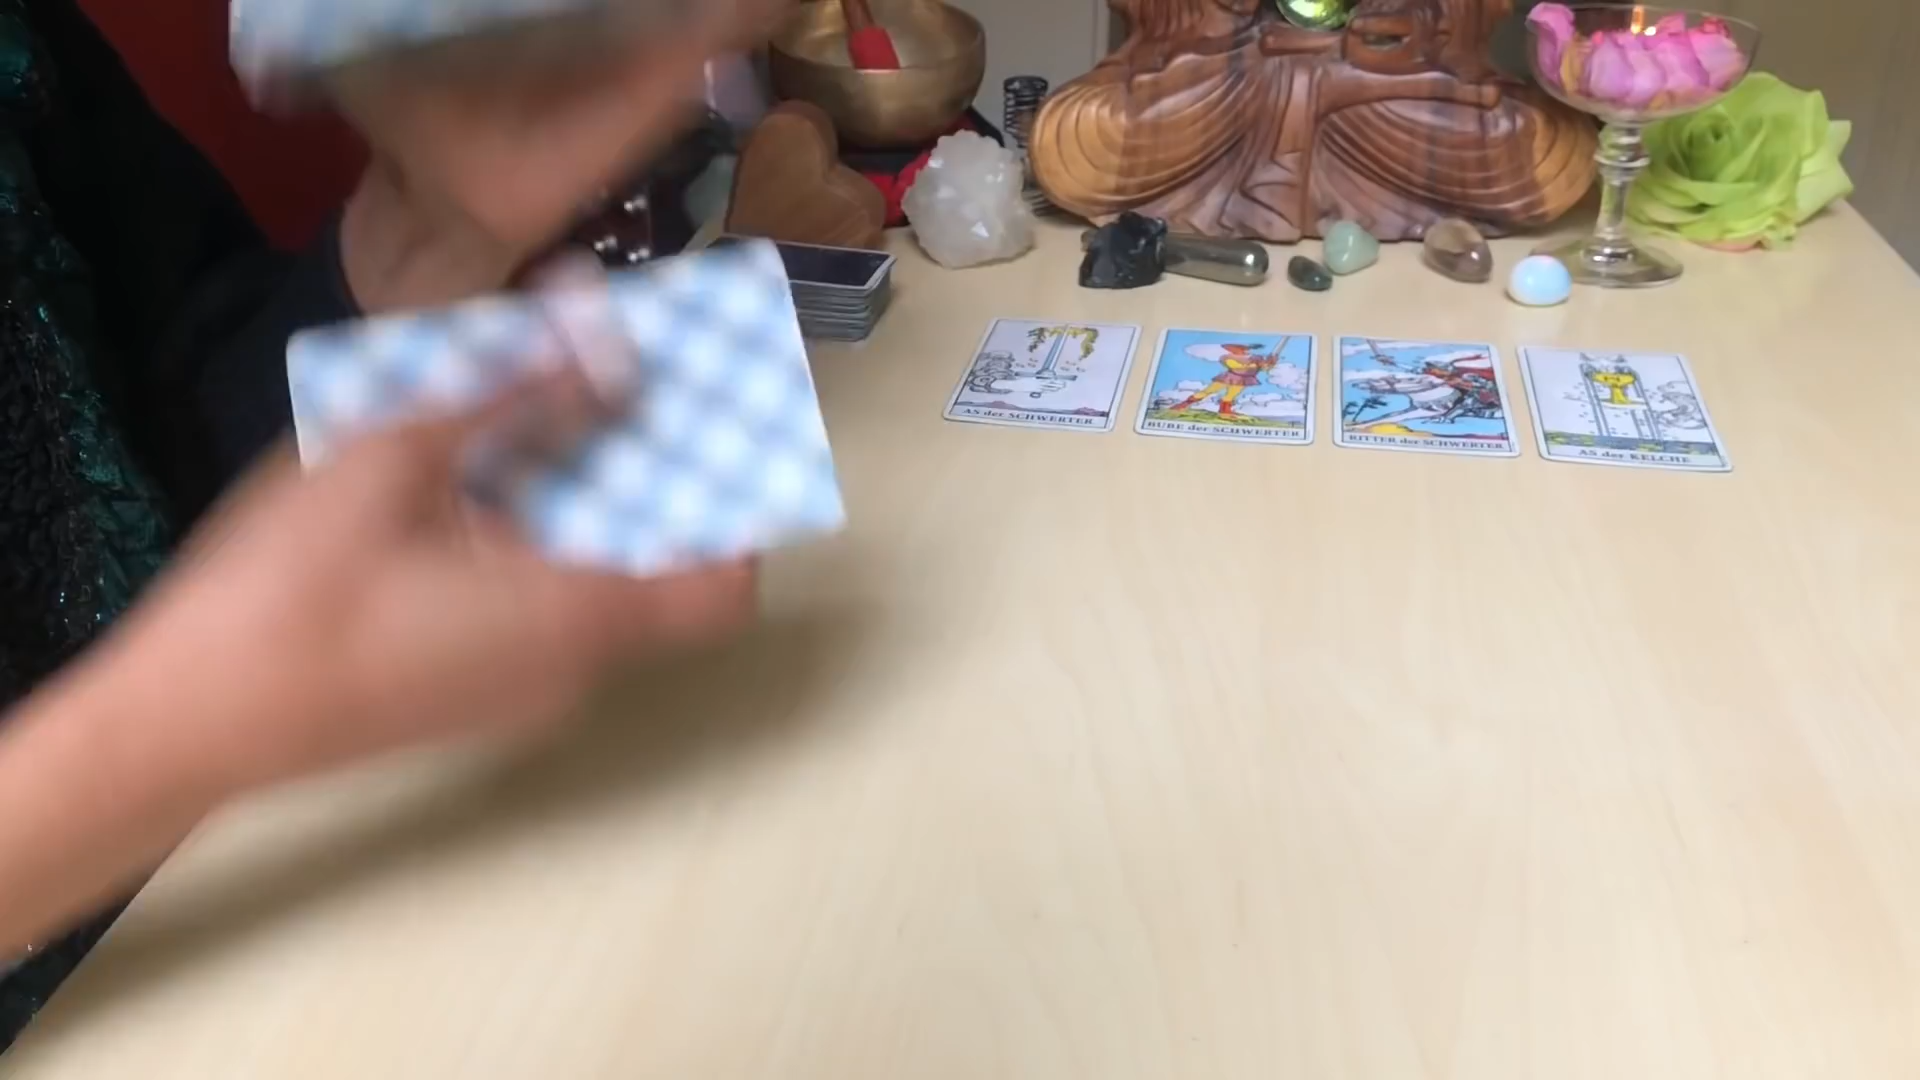 AS der SCHWERTER
BUBE der SCHWERTER
RITTER der SCHWERTER
AS der KELCHE